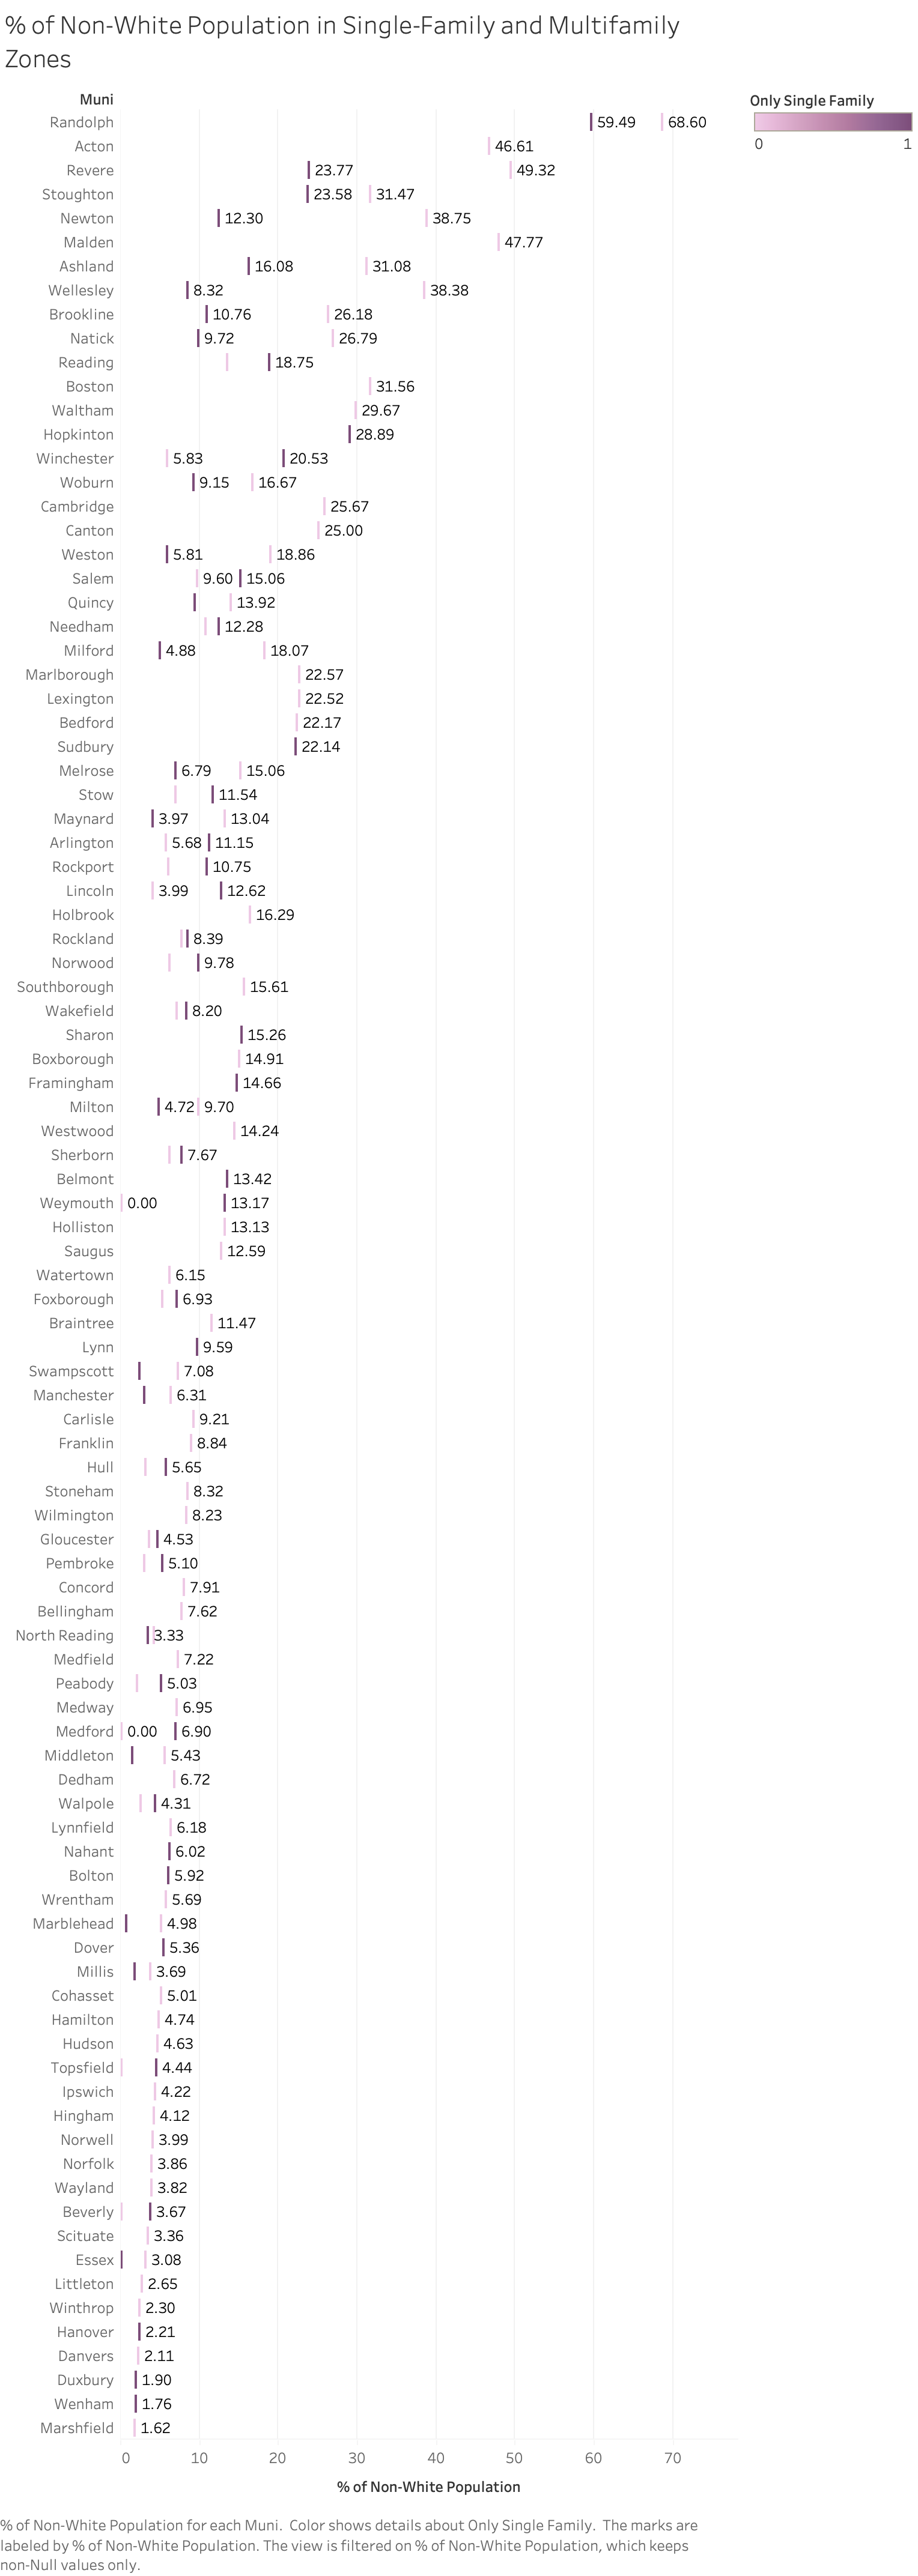 % of Non-White Population in Single-Family and Multifamily
Zones
Muni
Only Single Family
0 1
Randolph 59.49 68.60
Acton 46.61
Revere 23.77 49.32
Stoughton 23.58 31.47
Newton 12.30 38.75
Malden 47.77
Ashland 16.08 31.08
Wellesley 8.32 38.38
Brookline 10.76 26.18
Natick 9.72 26.79
Reading 18.75
Boston 31.56
Waltham 29.67
Hopkinton 28.89
Winchester 5.83 20.53
Woburn 9.15 16.67
Cambridge 25.67
Canton 25.00
Weston 5.81 18.86
Salem 9.60 15.06
Quincy 13.92
Needham 12.28
Milford 4.88 18.07
Marlborough 22.57
Lexington 22.52
Bedford 22.17
Sudbury 22.14
Melrose 6.79 15.06
Stow 11.54
Maynard 3.97 13.04
Arlington 5.68 11.15
Rockport 10.75
Lincoln 3.99 12.62
Holbrook 16.29
Rockland 8.39
Norwood 9.78
Southborough 15.61
Wakefield 8.20
Sharon 15.26
Boxborough 14.91
Framingham 14.66
Milton 4.72 9.70
Westwood 14.24
Sherborn 7.67
Belmont 13.42
Weymouth 0.00 13.17
Holliston 13.13
Saugus 12.59
Watertown 6.15
Foxborough 6.93
Braintree 11.47
Lynn 9.59
Swampscott 7.08
Manchester 6.31
Carlisle 9.21
Franklin 8.84
Hull 5.65
Stoneham 8.32
Wilmington 8.23
Gloucester 4.53
Pembroke 5.10
Concord 7.91
Bellingham 7.62
North Reading 3.33
Medfield 7.22
Peabody 5.03
Medway 6.95
Medford 0.00 6.90
Middleton 5.43
Dedham 6.72
Walpole 4.31
Lynnfield 6.18
Nahant 6.02
Bolton 5.92
Wrentham 5.69
Marblehead 4.98
Dover 5.36
Millis 3.69
Cohasset 5.01
Hamilton 4.74
Hudson 4.63
Topsfield 4.44
Ipswich 4.22
Hingham 4.12
Norwell 3.99
Norfolk 3.86
Wayland 3.82
Beverly 3.67
Scituate 3.36
Essex 3.08
Littleton 2.65
Winthrop 2.30
Hanover 2.21
Danvers 2.11
Duxbury 1.90
Wenham 1.76
Marshfield 1.62
0 10 20 30 40 50 60 70
% of Non-White Population
% of Non-White Population for each Muni. Color shows details about Only Single Family. The marks are
labeled by % of Non-White Population. The view is filtered on % of Non-White Population, which keeps
non-Null values only.